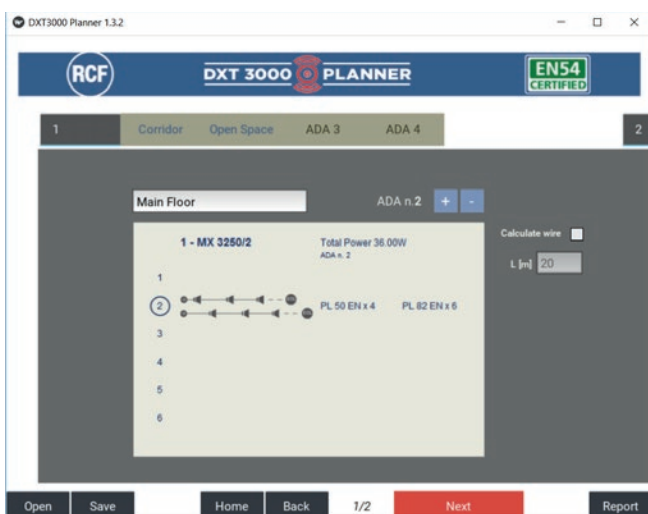 DXT3000 Planner 1.3.2
RCF
DXT 3000 PLANNER
EN54
CERTIFIED
1 Corridor Open Space ADA 3 ADA 4 2
Main Floor ADA n.2 + -
1 - MX 3250/2 Total Power 36.00W
ADA n. 2
Calculate wire
L [m] 20
1
2 PL 50 EN x 4 PL 82 EN x 6
3
4
5
6
Open Save Home Back 1/2 Next Report